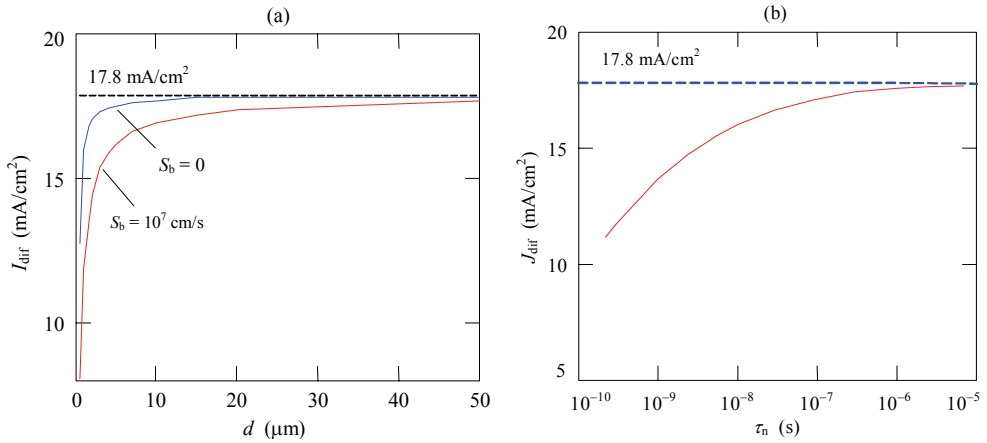 (a)
20
17.8 mA/cm²
S_b = 0
15
S_b = 10⁷ cm/s
10
I_dif (mA/cm²)
0 10 20 30 40 50
d (μm)
(b)
20
17.8 mA/cm²
15
10
5
J_dif (mA/cm²)
10⁻¹⁰ 10⁻⁹ 10⁻⁸ 10⁻⁷ 10⁻⁶ 10⁻⁵
τ_n (s)